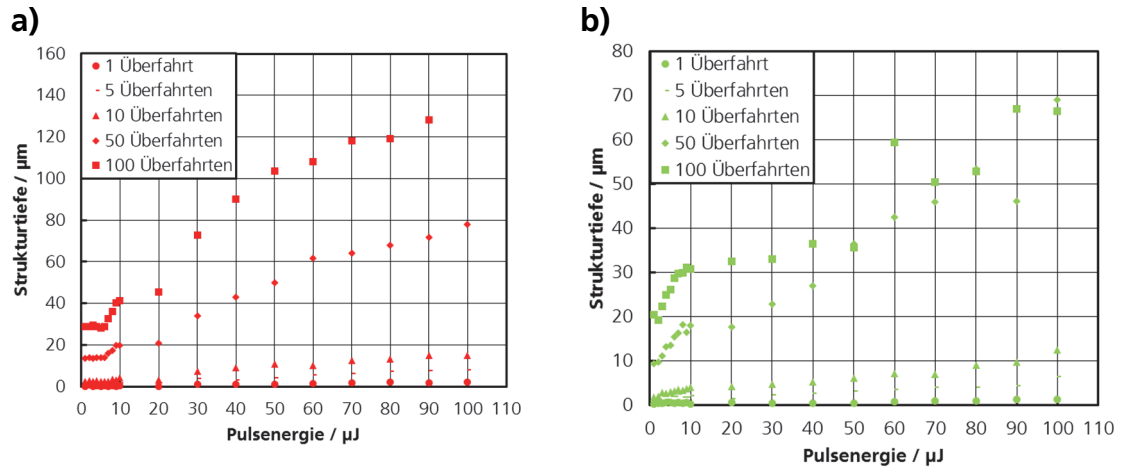 a)
160
140
120
100
80
60
40
20
0
Strukturtiefe / µm
1 Überfahrt
5 Überfahrten
10 Überfahrten
50 Überfahrten
100 Überfahrten
0 10 20 30 40 50 60 70 80 90 100 110
Pulsenergie / µJ
b)
80
70
60
50
40
30
20
10
0
Strukturtiefe / µm
1 Überfahrt
5 Überfahrten
10 Überfahrten
50 Überfahrten
100 Überfahrten
0 10 20 30 40 50 60 70 80 90 100 110
Pulsenergie / µJ